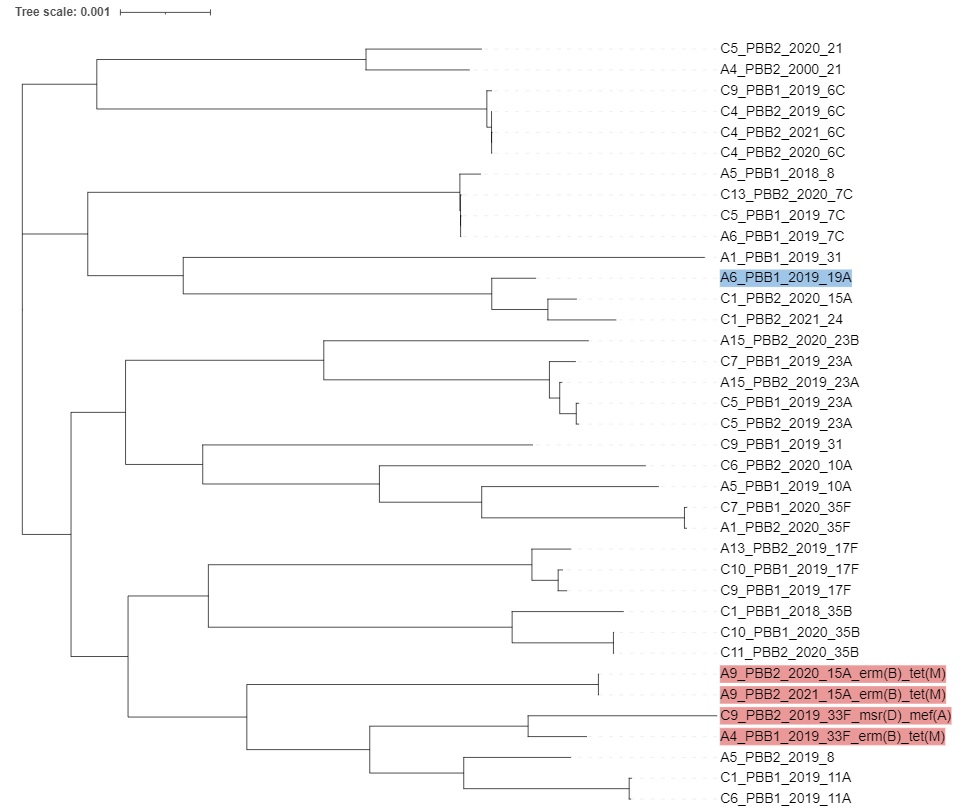 Tree scale: 0.001
C5_PBB2_2020_21
A4_PBB2_2000_21
C9_PBB1_2019_6C
C4_PBB2_2019_6C
C4_PBB2_2021_6C
C4_PBB2_2020_6C
A5_PBB1_2018_8
C13_PBB2_2020_7C
C5_PBB1_2019_7C
A6_PBB1_2019_7C
A1_PBB1_2019_31
A6_PBB1_2019_19A
C1_PBB2_2020_15A
C1_PBB2_2021_24
A15_PBB2_2020_23B
C7_PBB1_2019_23A
A15_PBB2_2019_23A
C5_PBB1_2019_23A
C5_PBB2_2019_23A
C9_PBB1_2019_31
C6_PBB2_2020_10A
A5_PBB1_2019_10A
C7_PBB1_2020_35F
A1_PBB2_2020_35F
A13_PBB2_2019_17F
C10_PBB1_2019_17F
C9_PBB1_2019_17F
C1_PBB1_2018_35B
C10_PBB1_2020_35B
C11_PBB2_2020_35B
A9_PBB2_2020_15A_erm(B)_tet(M)
A9_PBB2_2021_15A_erm(B)_tet(M)
C9_PBB2_2019_33F_msr(D)_mef(A)
A4_PBB1_2019_33F_erm(B)_tet(M)
A5_PBB2_2019_8
C1_PBB1_2019_11A
C6_PBB1_2019_11A